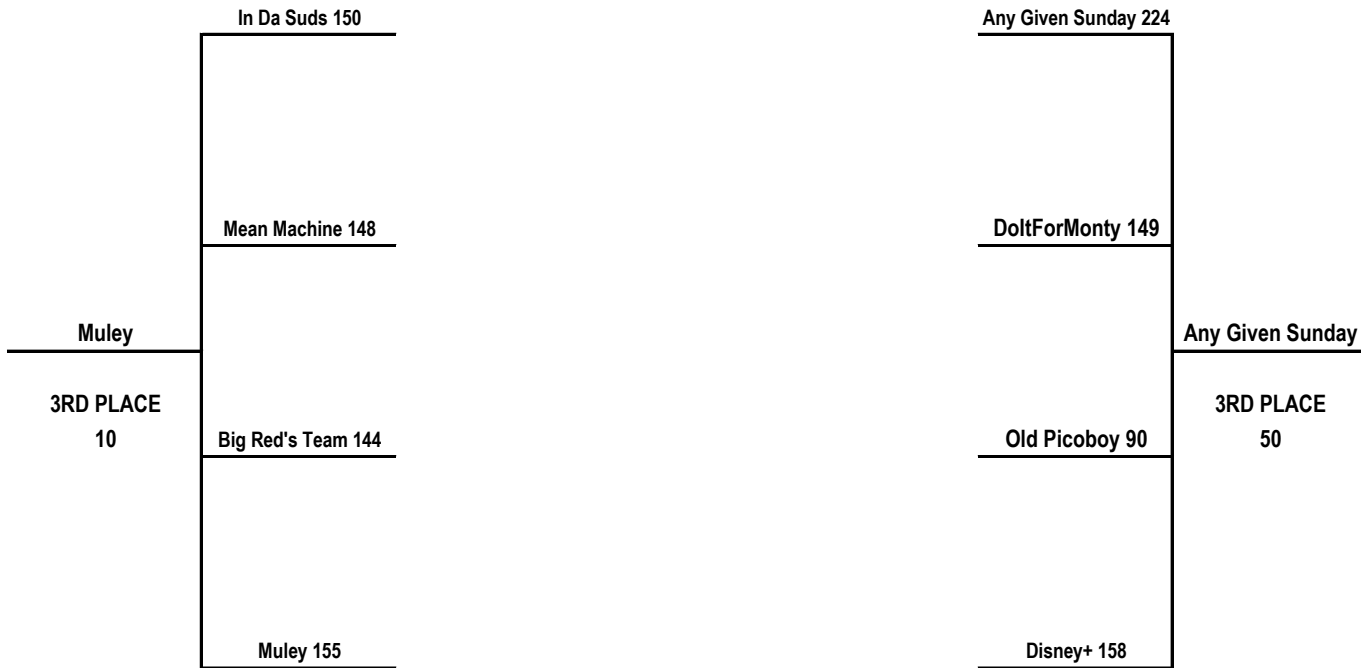 In Da Suds 150
Any Given Sunday 224
Mean Machine 148
DoItForMonty 149
Muley
Any Given Sunday
3RD PLACE
10
3RD PLACE
50
Big Red's Team 144
Old Picoboy 90
Muley 155
Disney+ 158